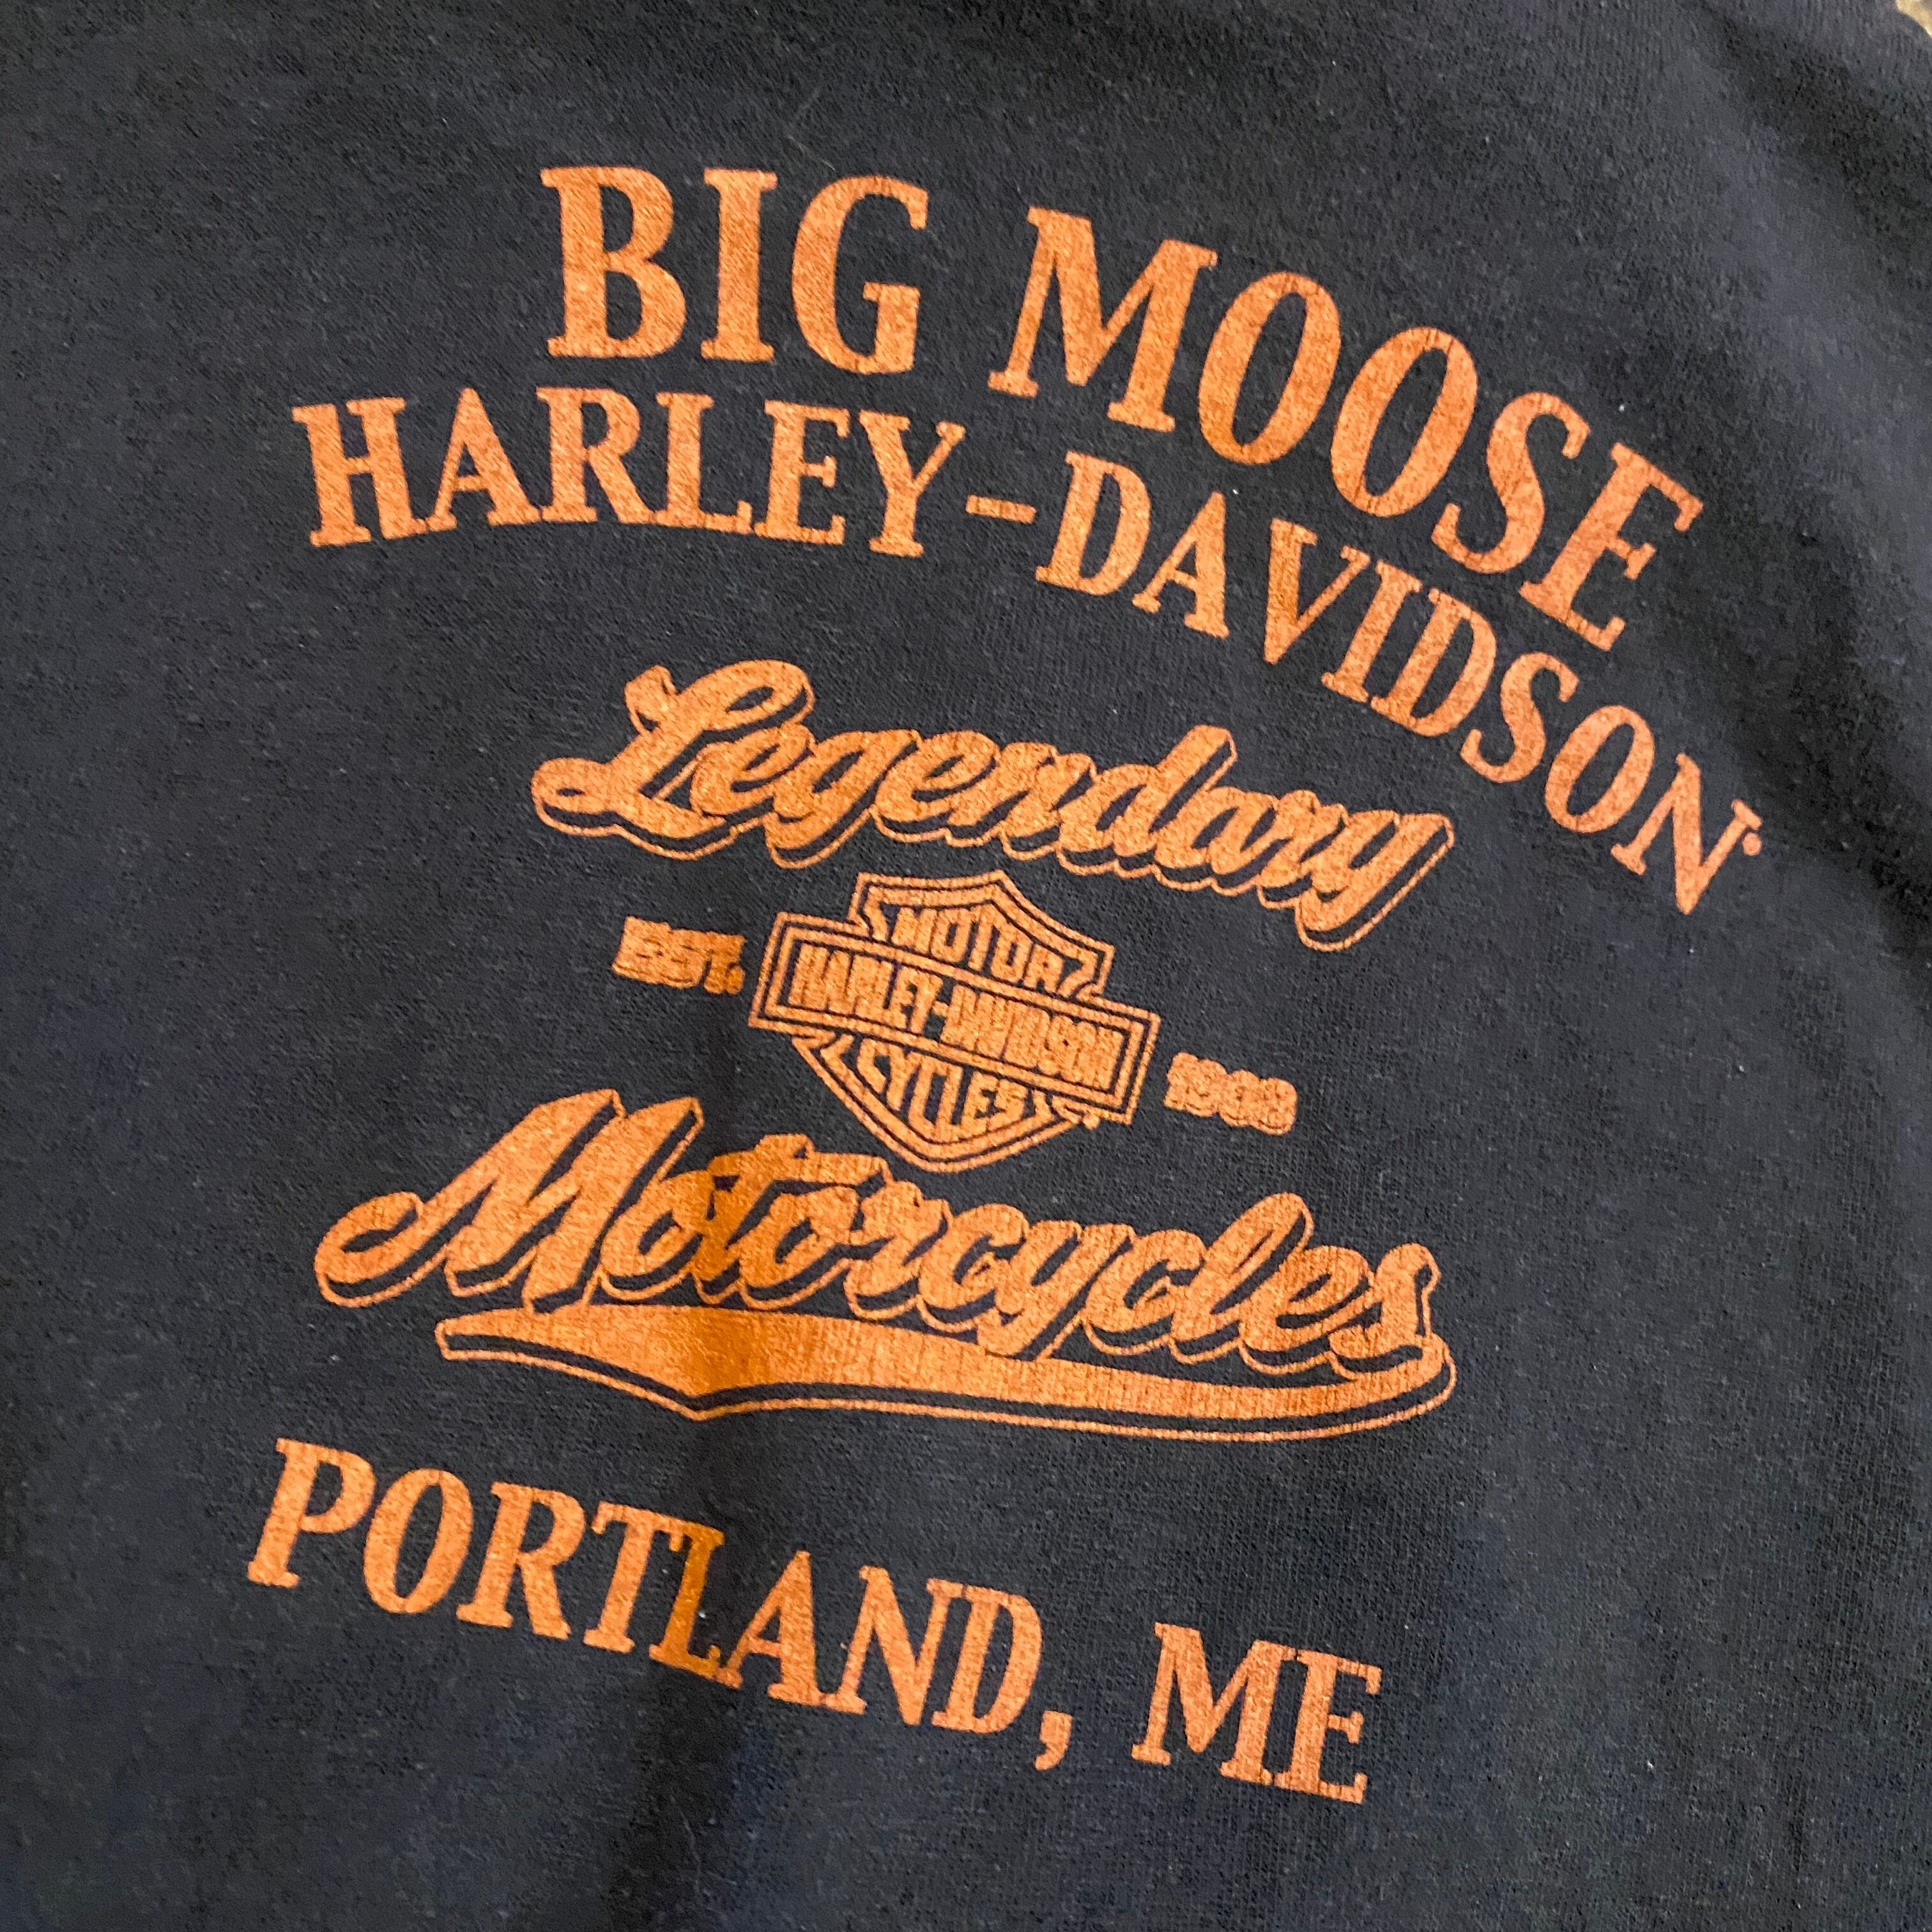 BIG MOOSE
HARLEY-DAVIDSON
Legendary
EST.
MOTOR
HARLEY-DAVIDSON
CYCLES
1903
Motorcycles
PORTLAND, ME